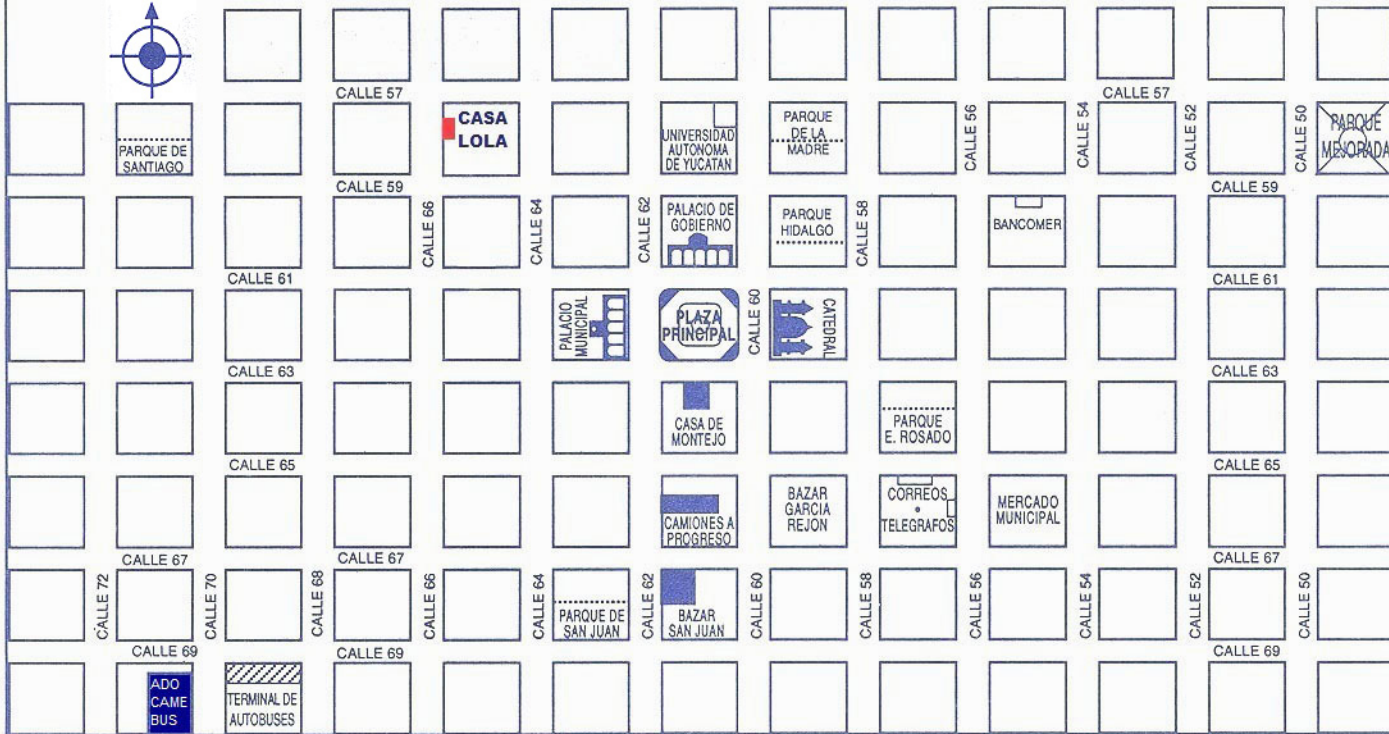 CALLE 57
CALLE 57
PARQUE DE
SANTIAGO
CASA
LOLA
UNIVERSIDAD
AUTONOMA
DE YUCATAN
PARQUE
DE LA
MADRE
CALLE 56
CALLE 54
CALLE 52
CALLE 50
PARQUE
MEJORADA
CALLE 59
CALLE 59
CALLE 66
CALLE 64
CALLE 62
PALACIO DE
GOBIERNO
PARQUE
HIDALGO
CALLE 58
BANCOMER
CALLE 61
CALLE 61
PALACIO
MUNICIPAL
PLAZA
PRINCIPAL
CALLE 60
CATEDRAL
CALLE 63
CALLE 63
CASA DE
MONTEJO
PARQUE
E. ROSADO
CALLE 65
CALLE 65
CAMIONES A
PROGRESO
BAZAR
GARCIA
REJON
CORREOS
•
TELEGRAFOS
MERCADO
MUNICIPAL
CALLE 67
CALLE 67
CALLE 67
CALLE 72
CALLE 70
CALLE 68
CALLE 66
CALLE 64
PARQUE DE
SAN JUAN
CALLE 62
BAZAR
SAN JUAN
CALLE 60
CALLE 58
CALLE 56
CALLE 54
CALLE 52
CALLE 50
CALLE 69
CALLE 69
CALLE 69
ADO
CAME
BUS
TERMINAL DE
AUTOBUSES